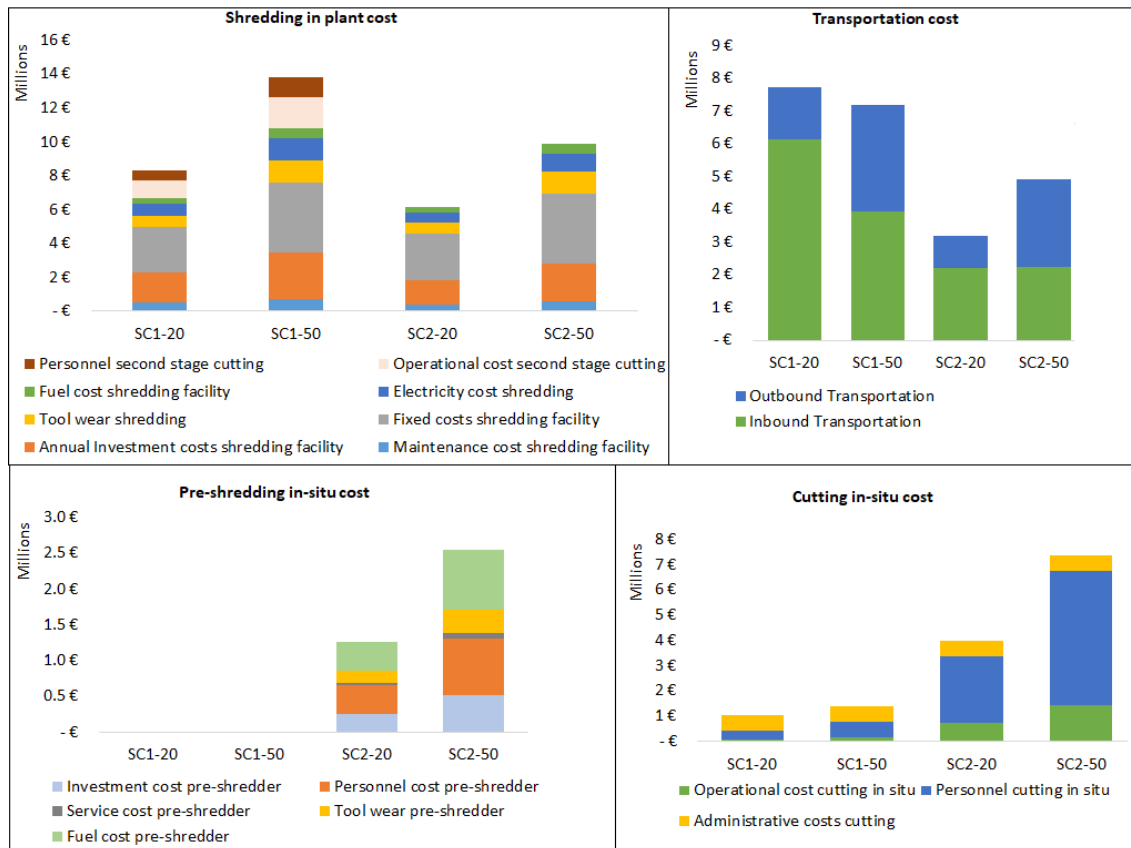 Shredding in plant cost
Millions
16 €
14 €
12 €
10 €
8 €
6 €
4 €
2 €
- €
SC1-20 SC1-50 SC2-20 SC2-50
Personnel second stage cutting Operational cost second stage cutting
Fuel cost shredding facility Electricity cost shredding
Tool wear shredding Fixed costs shredding facility
Annual Investment costs shredding facility Maintenance cost shredding facility
Transportation cost
Millions
9 €
8 €
7 €
6 €
5 €
4 €
3 €
2 €
1 €
- €
SC1-20 SC1-50 SC2-20 SC2-50
Outbound Transportation
Inbound Transportation
Pre-shredding in-situ cost
Millions
3.0 €
2.5 €
2.0 €
1.5 €
1.0 €
0.5 €
- €
SC1-20 SC1-50 SC2-20 SC2-50
Investment cost pre-shredder Personnel cost pre-shredder
Service cost pre-shredder Tool wear pre-shredder
Fuel cost pre-shredder
Cutting in-situ cost
Millions
8 €
7 €
6 €
5 €
4 €
3 €
2 €
1 €
- €
SC1-20 SC1-50 SC2-20 SC2-50
Operational cost cutting in situ Personnel cutting in situ
Administrative costs cutting